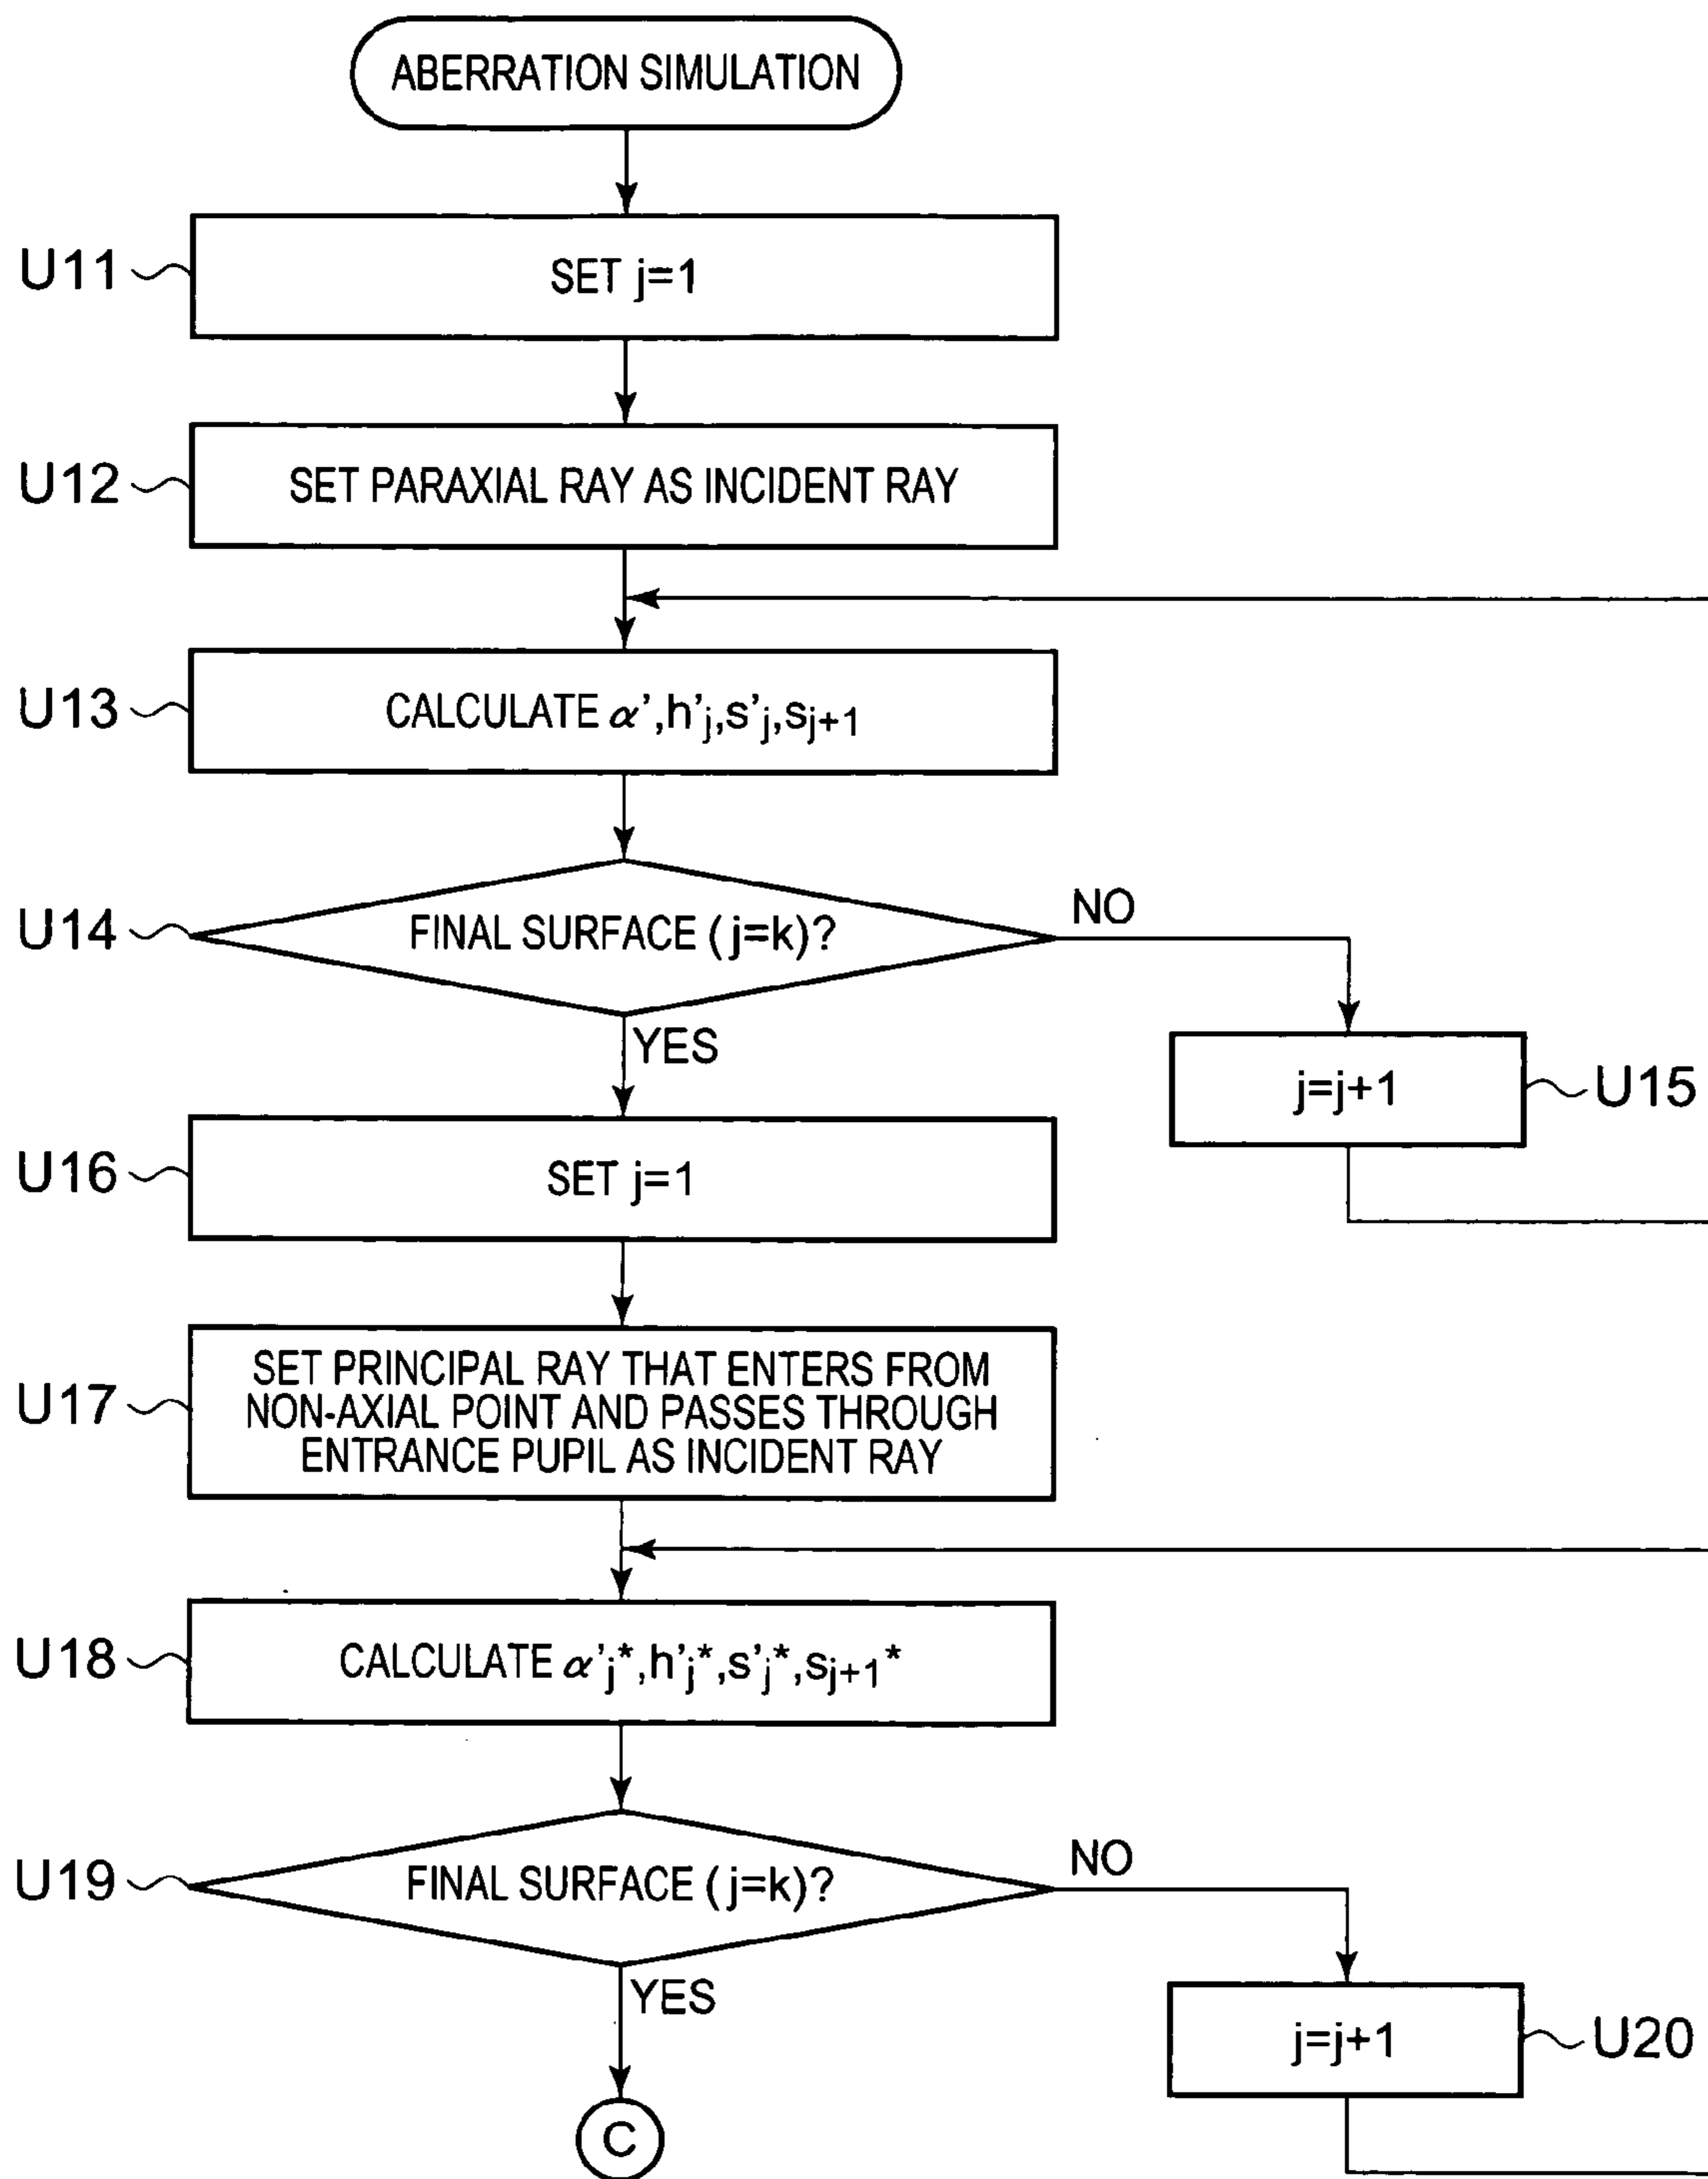 ABERRATION SIMULATION
U11
SET j=1
U12
SET PARAXIAL RAY AS INCIDENT RAY
U13
CALCULATE α',h'j,s'j,sj+1
U14
FINAL SURFACE (j=k)?
NO
YES
j=j+1
U15
U16
SET j=1
U17
SET PRINCIPAL RAY THAT ENTERS FROM
NON-AXIAL POINT AND PASSES THROUGH
ENTRANCE PUPIL AS INCIDENT RAY
U18
CALCULATE α'j*,h'j*,s'j*,sj+1*
U19
FINAL SURFACE (j=k)?
NO
YES
j=j+1
U20
C